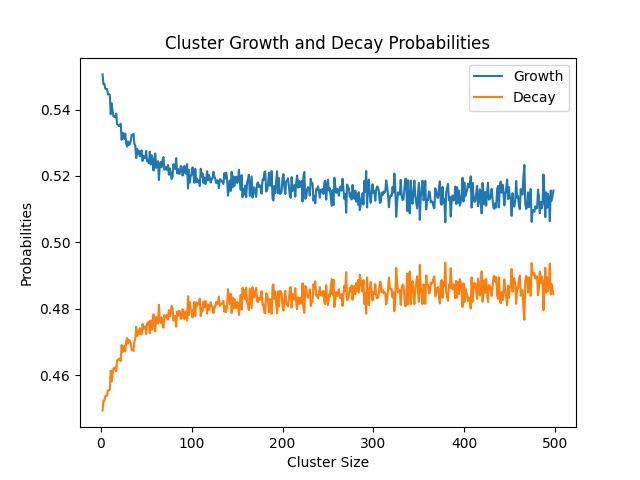 Cluster Growth and Decay Probabilities
Growth
Decay
0.54
0.52
0.50
0.48
0.46
Probabilities
0
100
200
300
400
500
Cluster Size